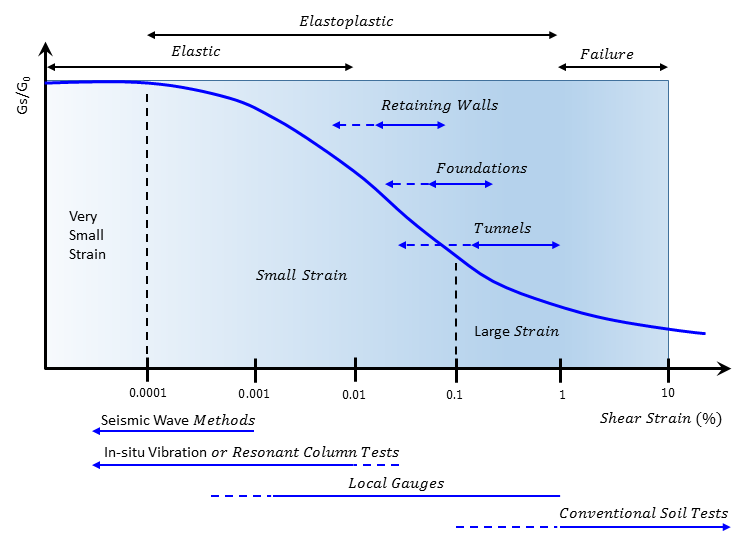 Elastoplastic
Elastic
Failure
Gs/G0
Retaining Walls
Foundations
Tunnels
Very
Small
Strain
Small Strain
Large Strain
0.0001
0.001
0.01
0.1
1
10
Shear Strain (%)
Seismic Wave Methods
In-situ Vibration or Resonant Column Tests
Local Gauges
Conventional Soil Tests